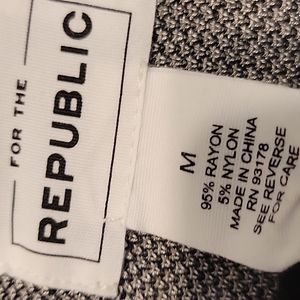 FOR THE
REPUBLIC
M
95% RAYON
5% NYLON
MADE IN CHINA
RN 93178
SEE REVERSE
FOR CARE